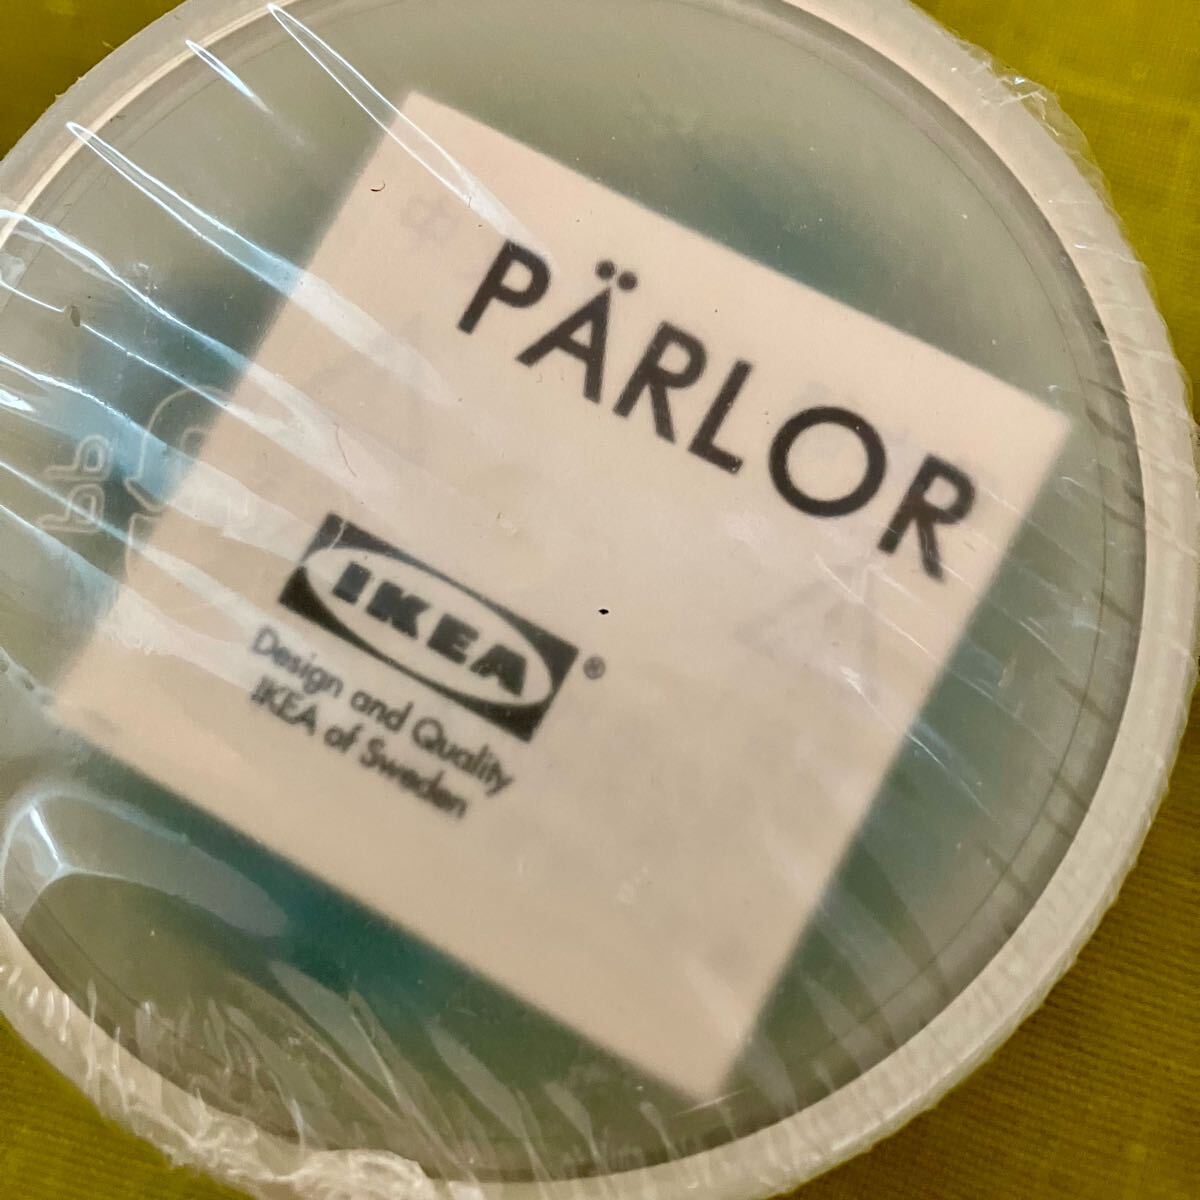 PÄRLOR
IKEA®
Design and Quality
IKEA of Sweden